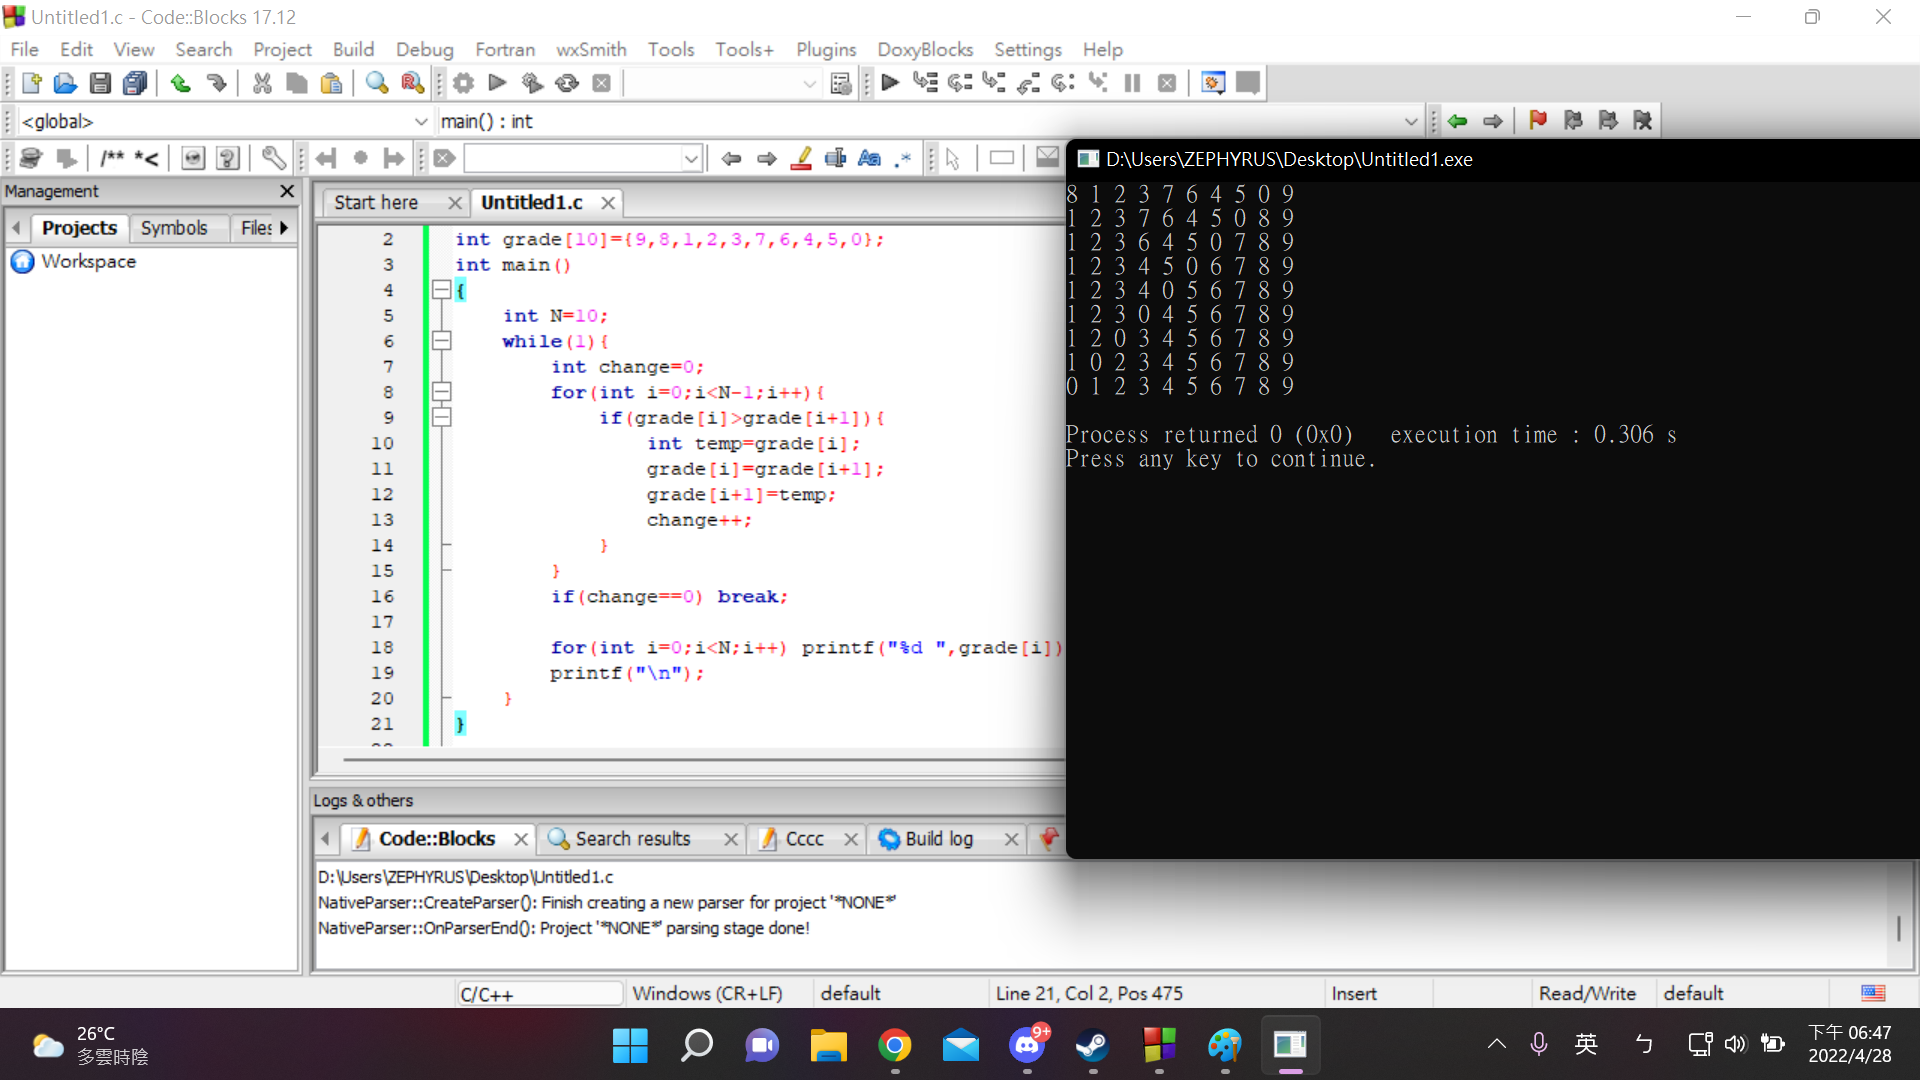 Untitled1.c - Code::Blocks 17.12
File Edit View Search Project Build Debug Fortran wxSmith Tools Tools+ Plugins DoxyBlocks Settings Help
<global> main() : int
/** *<
Management
Projects Symbols Files
Workspace
Start here Untitled1.c
2 int grade[10]={9,8,1,2,3,7,6,4,5,0};
3 int main()
4 {
5 int N=10;
6 while(1){
7 int change=0;
8 for(int i=0;i<N-1;i++){
9 if(grade[i]>grade[i+1]){
10 int temp=grade[i];
11 grade[i]=grade[i+1];
12 grade[i+1]=temp;
13 change++;
14 }
15 }
16 if(change==0) break;
17
18 for(int i=0;i<N;i++) printf("%d ",grade[i])
19 printf("\n");
20 }
21 }
D:\Users\ZEPHYRUS\Desktop\Untitled1.exe
8 1 2 3 7 6 4 5 0 9
1 2 3 7 6 4 5 0 8 9
1 2 3 6 4 5 0 7 8 9
1 2 3 4 5 0 6 7 8 9
1 2 3 4 0 5 6 7 8 9
1 2 3 0 4 5 6 7 8 9
1 2 0 3 4 5 6 7 8 9
1 0 2 3 4 5 6 7 8 9
0 1 2 3 4 5 6 7 8 9
Process returned 0 (0x0)   execution time : 0.306 s
Press any key to continue.
Logs & others
Code::Blocks Search results Cccc Build log
D:\Users\ZEPHYRUS\Desktop\Untitled1.c
NativeParser::CreateParser(): Finish creating a new parser for project '*NONE*'
NativeParser::OnParserEnd(): Project '*NONE*' parsing stage done!
C/C++ Windows (CR+LF) default Line 21, Col 2, Pos 475 Insert Read/Write default
26°C
多雲時陰
9+
英 ㄅ
下午 06:47
2022/4/28